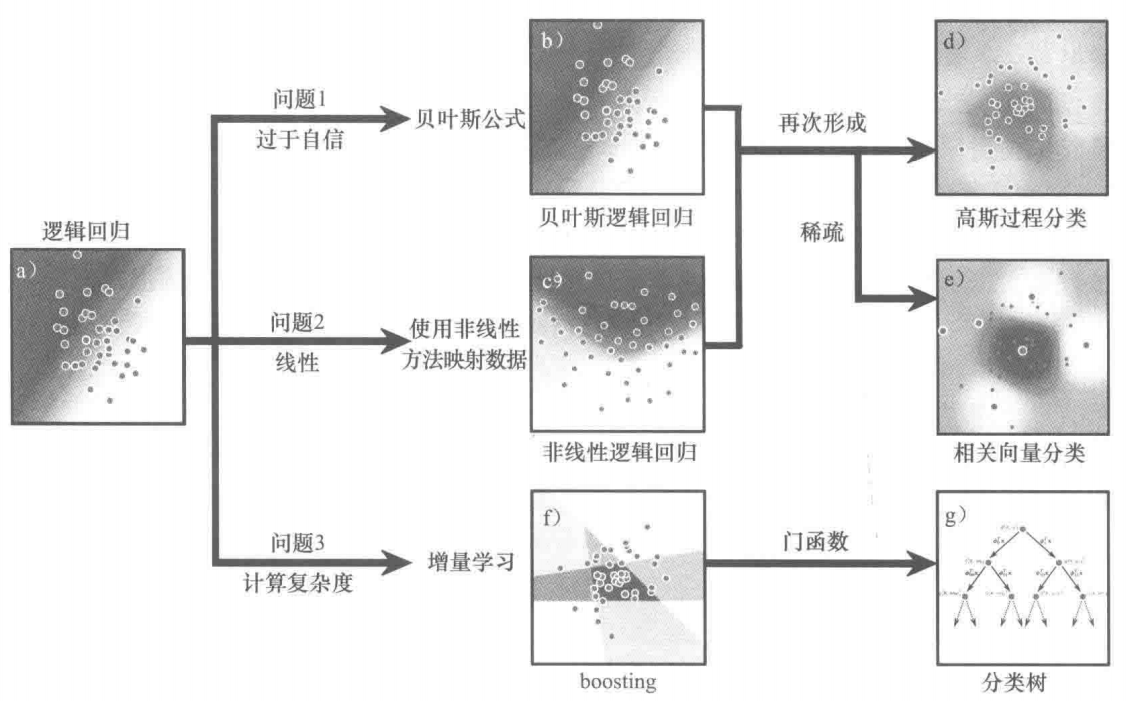 逻辑回归
a）
问题1
过于自信
贝叶斯公式
b）
贝叶斯逻辑回归
再次形成
d）
高斯过程分类
稀疏
问题2
线性
使用非线性
方法映射数据
c9
非线性逻辑回归
e）
相关向量分类
问题3
计算复杂度
增量学习
f）
boosting
门函数
g）
分类树